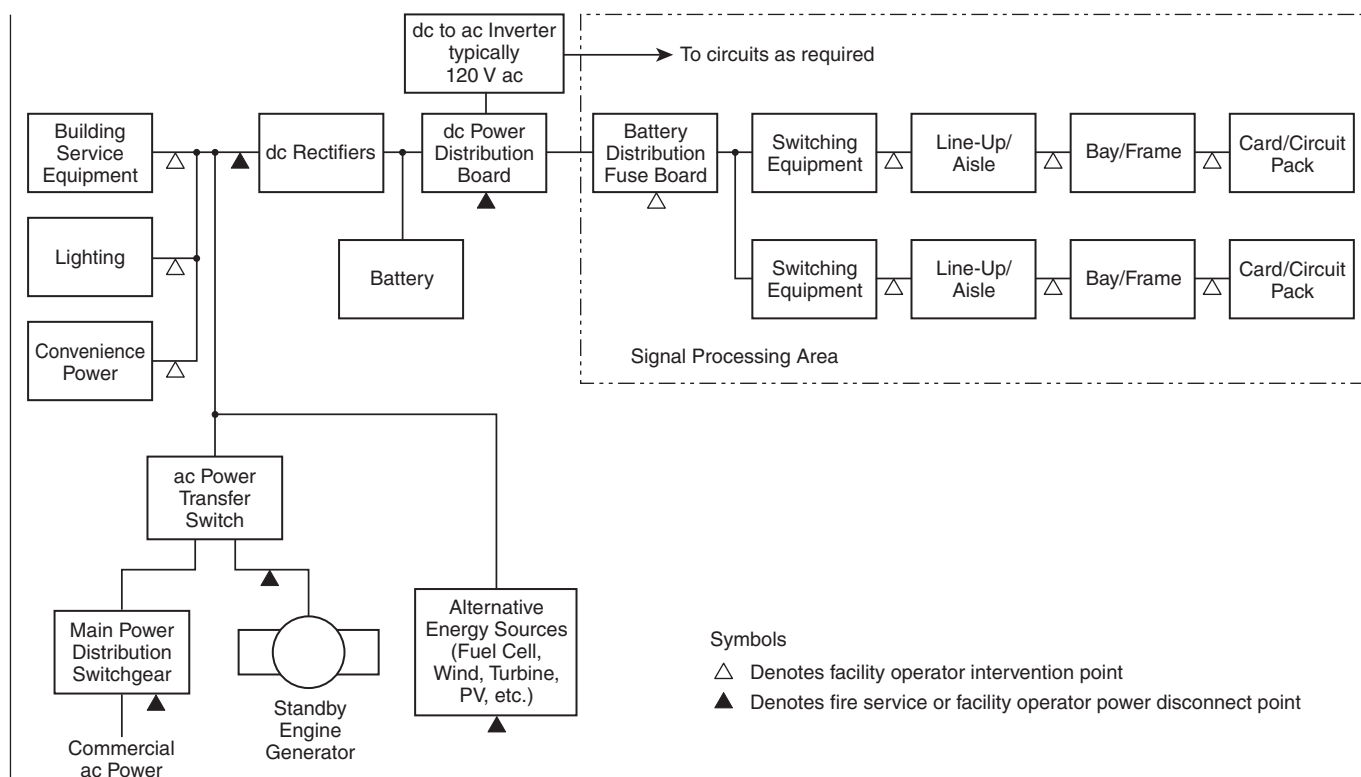 dc to ac Inverter
typically
120 V ac
To circuits as required
Building
Service
Equipment
dc Rectifiers
dc Power
Distribution
Board
Battery
Distribution
Fuse Board
Switching
Equipment
Line-Up/
Aisle
Bay/Frame
Card/Circuit
Pack
Lighting
Battery
Switching
Equipment
Line-Up/
Aisle
Bay/Frame
Card/Circuit
Pack
Convenience
Power
Signal Processing Area
ac Power
Transfer
Switch
Main Power
Distribution
Switchgear
Commercial
ac Power
Standby
Engine
Generator
Alternative
Energy Sources
(Fuel Cell,
Wind, Turbine,
PV, etc.)
Symbols
Denotes facility operator intervention point
Denotes fire service or facility operator power disconnect point